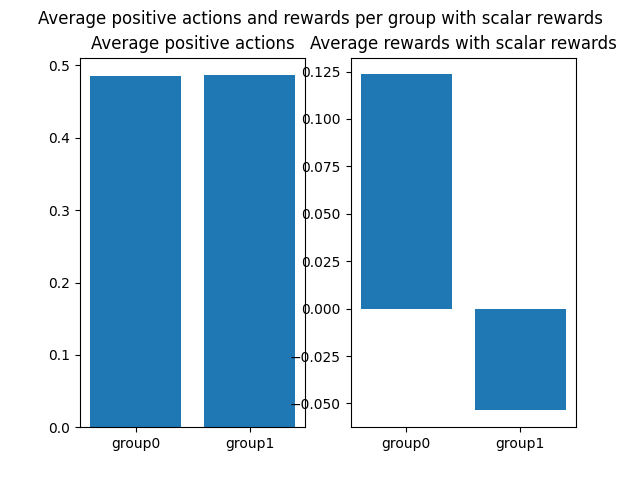 Average positive actions and rewards per group with scalar rewards
Average positive actions
0.5
0.4
0.3
0.2
0.1
0.0
group0 group1
Average rewards with scalar rewards
0.125
0.100
0.075
0.050
0.025
0.000
−0.025
−0.050
group0 group1